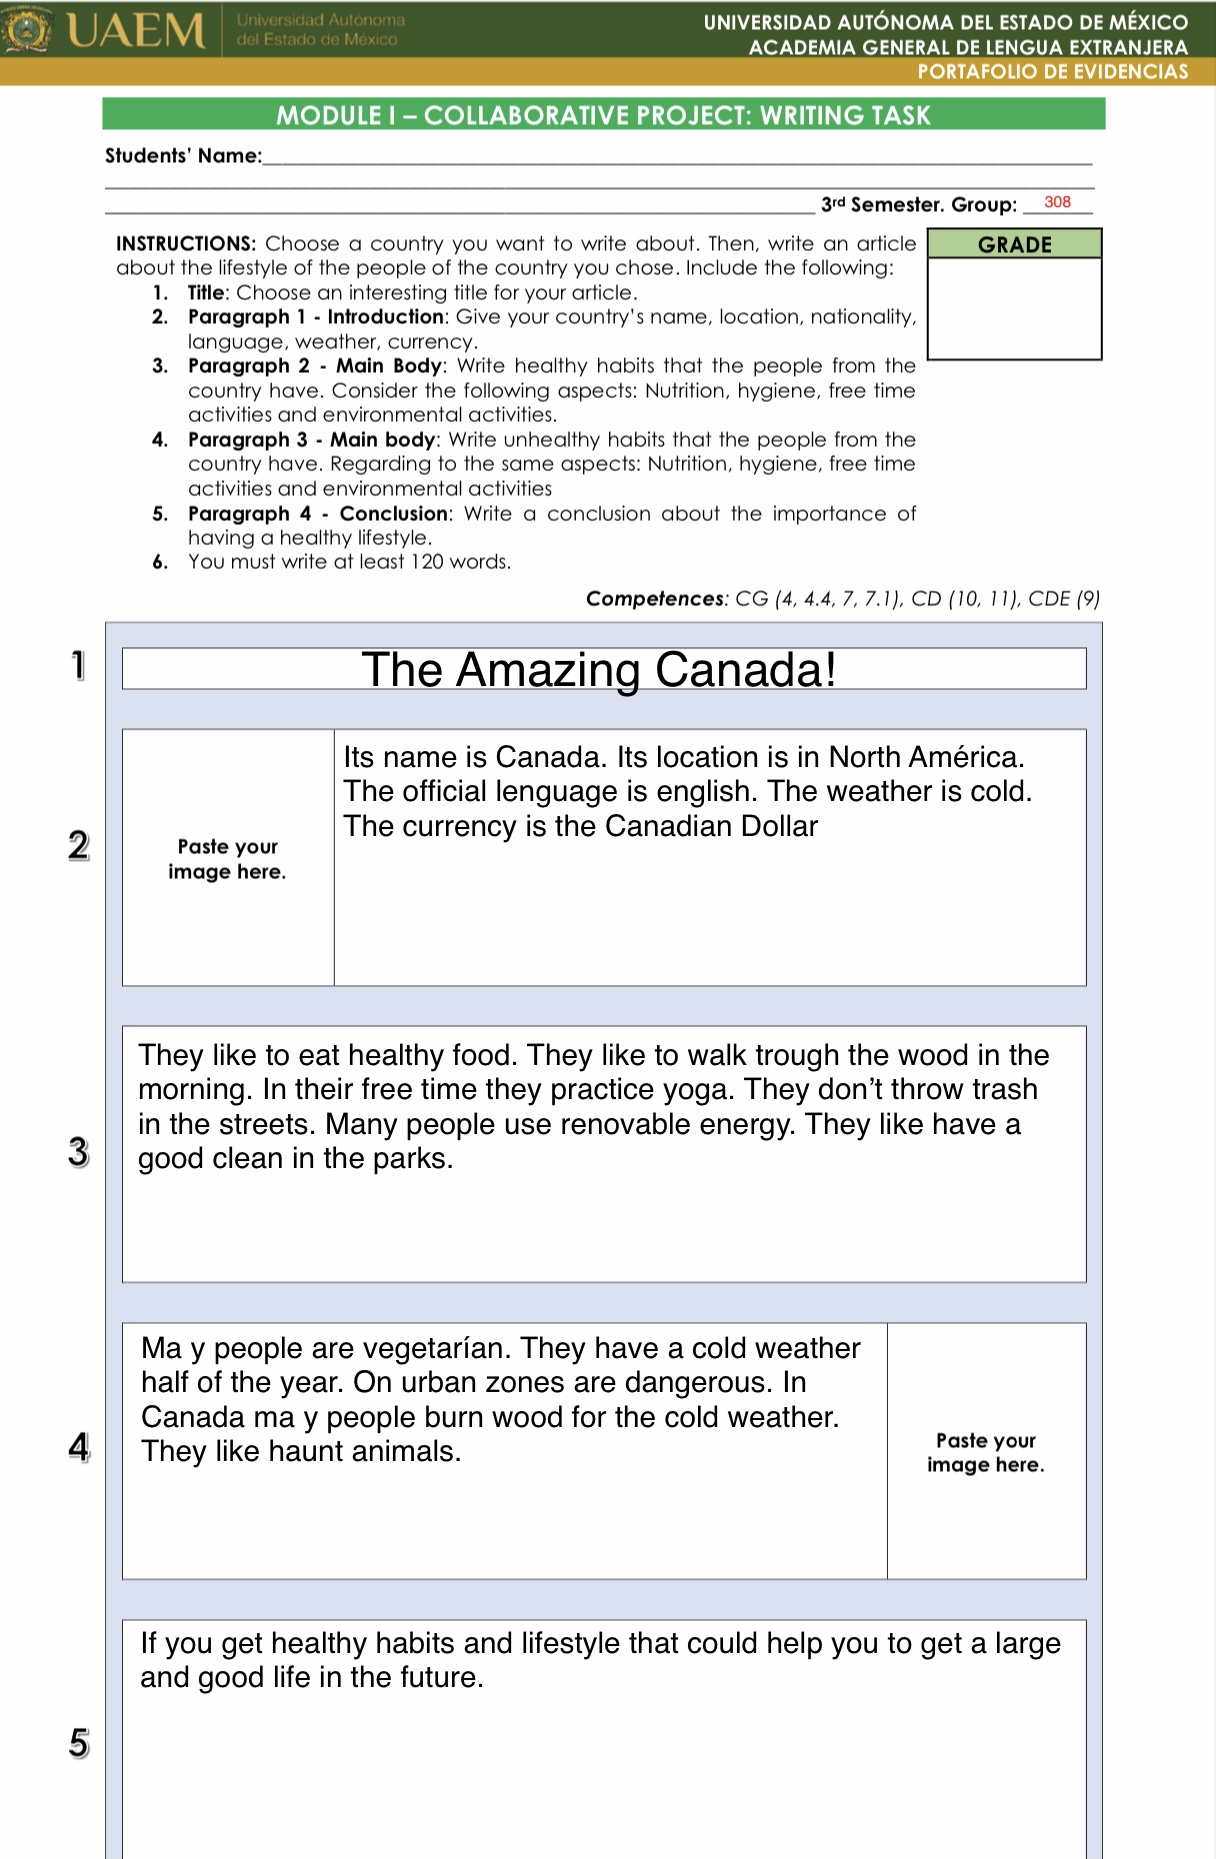 UAEM
Universidad Autónoma
del Estado de México
UNIVERSIDAD AUTÓNOMA DEL ESTADO DE MÉXICO
ACADEMIA GENERAL DE LENGUA EXTRANJERA
PORTAFOLIO DE EVIDENCIAS
MODULE I – COLLABORATIVE PROJECT: WRITING TASK
Students’ Name:
3rd Semester. Group: 308
INSTRUCTIONS: Choose a country you want to write about. Then, write an article
about the lifestyle of the people of the country you chose. Include the following:
1. Title: Choose an interesting title for your article.
2. Paragraph 1 - Introduction: Give your country’s name, location, nationality,
language, weather, currency.
3. Paragraph 2 - Main Body: Write healthy habits that the people from the
country have. Consider the following aspects: Nutrition, hygiene, free time
activities and environmental activities.
4. Paragraph 3 - Main body: Write unhealthy habits that the people from the
country have. Regarding to the same aspects: Nutrition, hygiene, free time
activities and environmental activities
5. Paragraph 4 - Conclusion: Write a conclusion about the importance of
having a healthy lifestyle.
6. You must write at least 120 words.
GRADE
Competences: CG (4, 4.4, 7, 7.1), CD (10, 11), CDE (9)
1
The Amazing Canada!
2
Paste your
image here.
Its name is Canada. Its location is in North América.
The official lenguage is english. The weather is cold.
The currency is the Canadian Dollar
3
They like to eat healthy food. They like to walk trough the wood in the
morning. In their free time they practice yoga. They don’t throw trash
in the streets. Many people use renovable energy. They like have a
good clean in the parks.
4
Ma y people are vegetarían. They have a cold weather
half of the year. On urban zones are dangerous. In
Canada ma y people burn wood for the cold weather.
They like haunt animals.
Paste your
image here.
5
If you get healthy habits and lifestyle that could help you to get a large
and good life in the future.